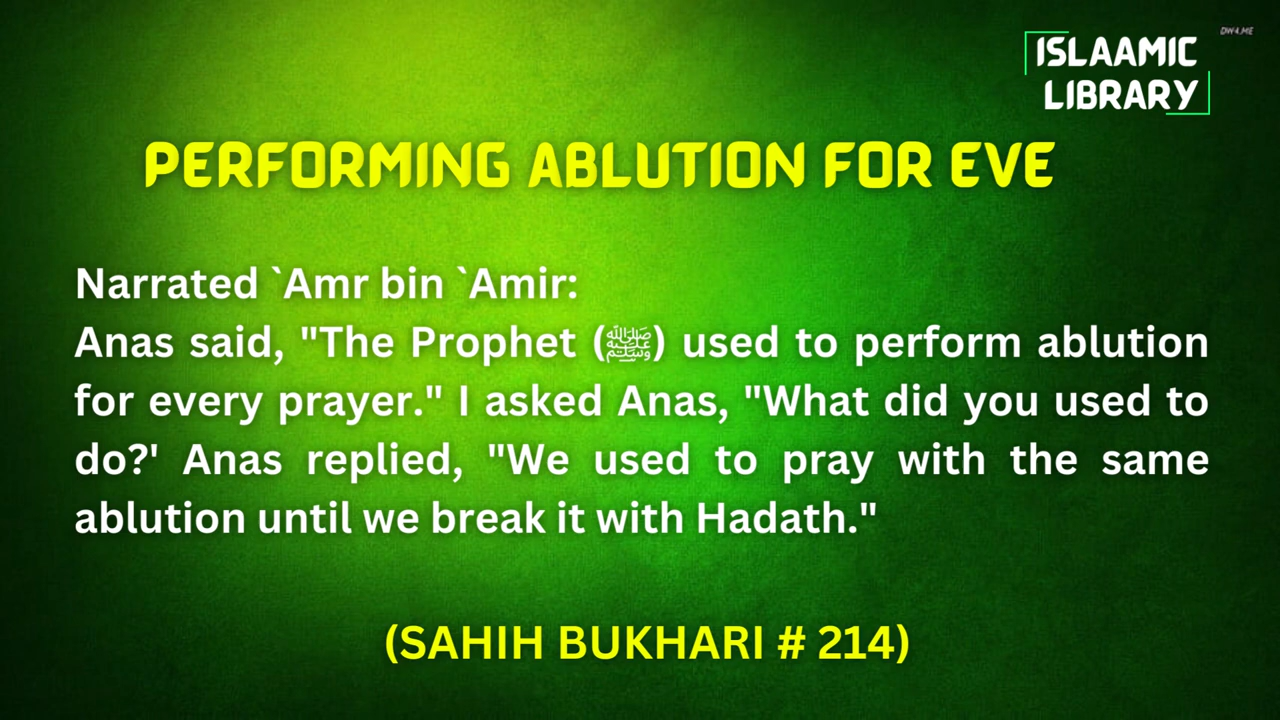 DW4.ME
ISLAAMIC
LIBRARY
PERFORMING ABLUTION FOR EVE
Narrated `Amr bin `Amir:
Anas said, "The Prophet (ﷺ) used to perform ablution
for every prayer." I asked Anas, "What did you used to
do?' Anas replied, "We used to pray with the same
ablution until we break it with Hadath."
(SAHIH BUKHARI # 214)